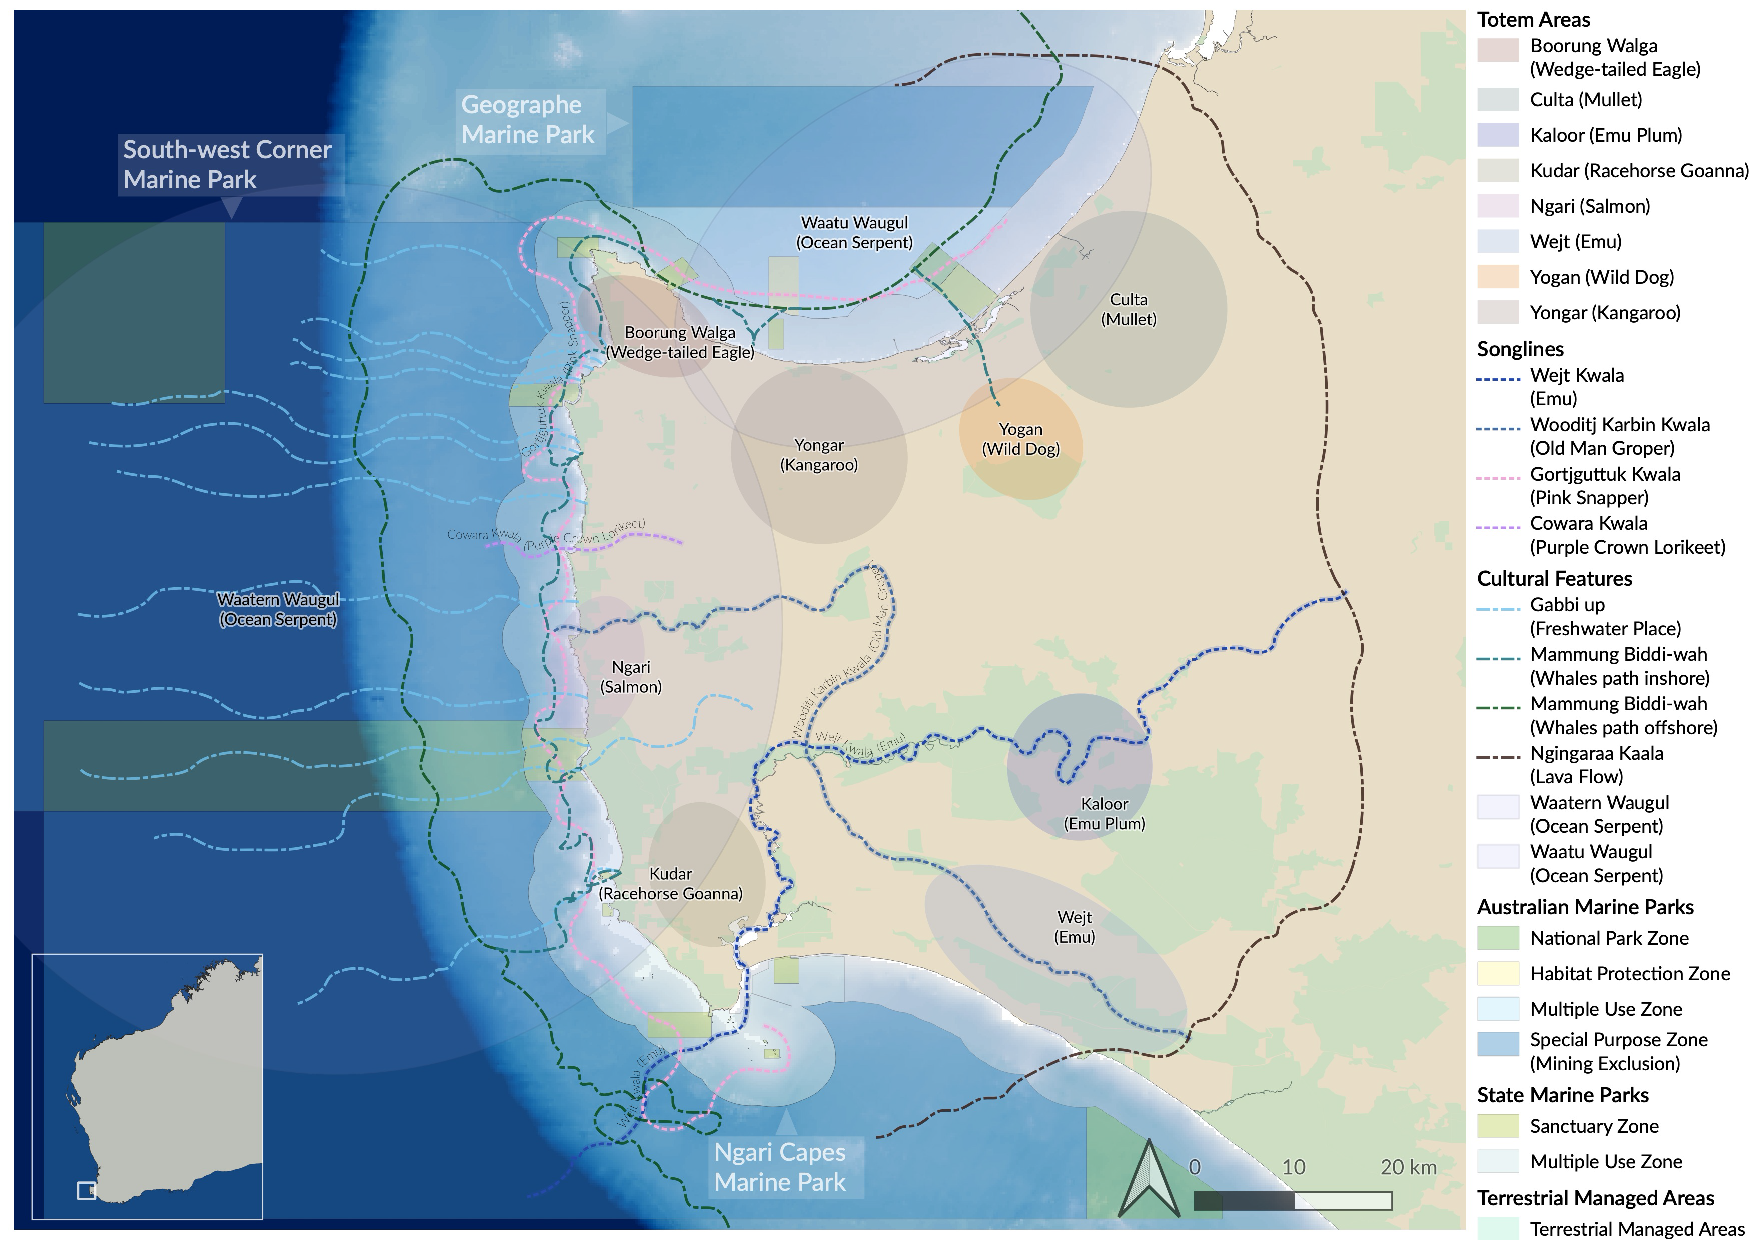 Geographe
Marine Park
South-west Corner
Marine Park
Waatu Waugul
(Ocean Serpent)
Culta
(Mullet)
Boorung Walga
(Wedge-tailed Eagle)
Yogan
(Wild Dog)
Yongar
(Kangaroo)
Gortjguttuk Kwala (Pink Snapper)
Cowara Kwala (Purple Crown Lorikeet)
Waatern Waugul
(Ocean Serpent)
Ngari
(Salmon)
Wooditj Karbin Kwala (Old Man Groper)
Wejt Kwala (Emu)
Kaloor
(Emu Plum)
Kudar
(Racehorse Goanna)
Wejt
(Emu)
Wejt Kwala (Emu)
Ngari Capes
Marine Park
0 10 20 km
Totem Areas
Boorung Walga
(Wedge-tailed Eagle)
Culta (Mullet)
Kaloor (Emu Plum)
Kudar (Racehorse Goanna)
Ngari (Salmon)
Wejt (Emu)
Yogan (Wild Dog)
Yongar (Kangaroo)
Songlines
Wejt Kwala
(Emu)
Wooditj Karbin Kwala
(Old Man Groper)
Gortjguttuk Kwala
(Pink Snapper)
Cowara Kwala
(Purple Crown Lorikeet)
Cultural Features
Gabbi up
(Freshwater Place)
Mammung Biddi-wah
(Whales path inshore)
Mammung Biddi-wah
(Whales path offshore)
Ngingaraa Kaala
(Lava Flow)
Waatern Waugul
(Ocean Serpent)
Waatu Waugul
(Ocean Serpent)
Australian Marine Parks
National Park Zone
Habitat Protection Zone
Multiple Use Zone
Special Purpose Zone
(Mining Exclusion)
State Marine Parks
Sanctuary Zone
Multiple Use Zone
Terrestrial Managed Areas
Terrestrial Managed Areas